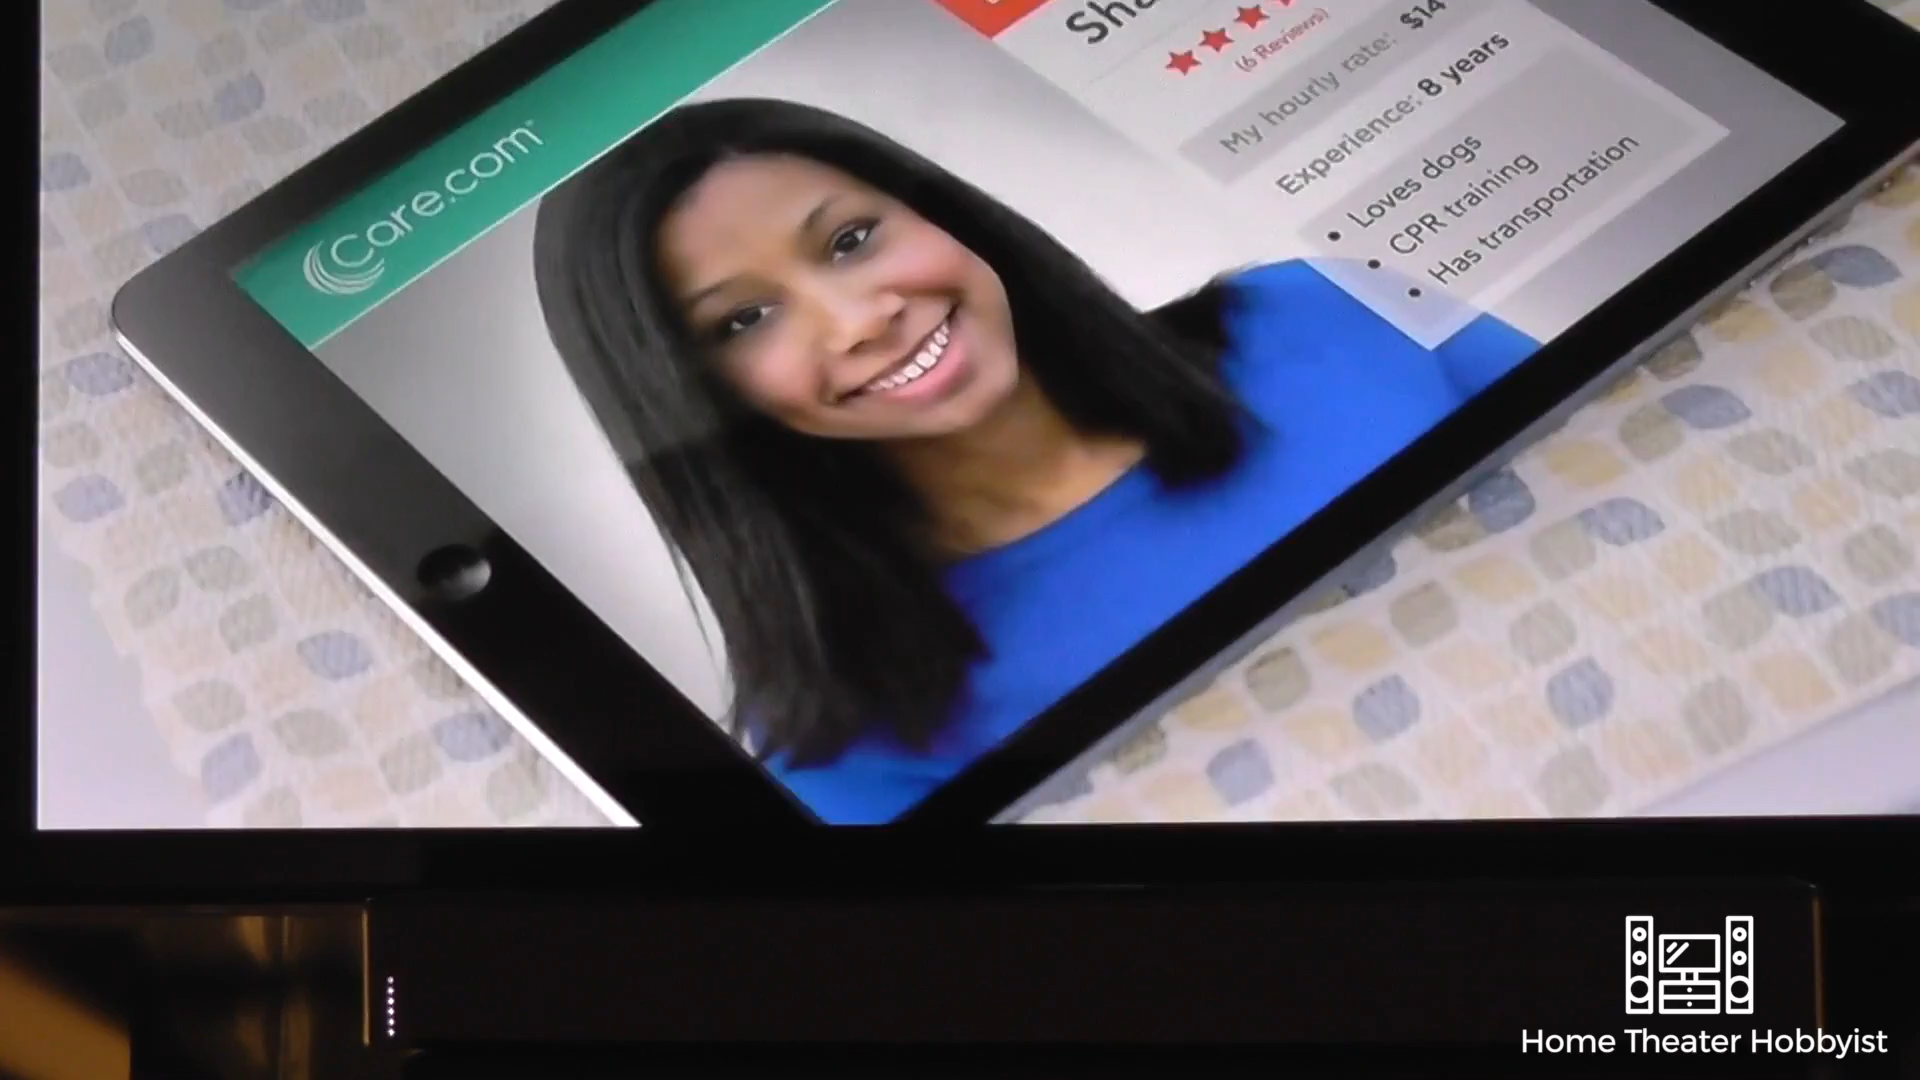 Care.com
(6 Reviews)
My hourly rate: $14
Experience: 8 years
• Loves dogs
• CPR training
• Has transportation
Home Theater Hobbyist